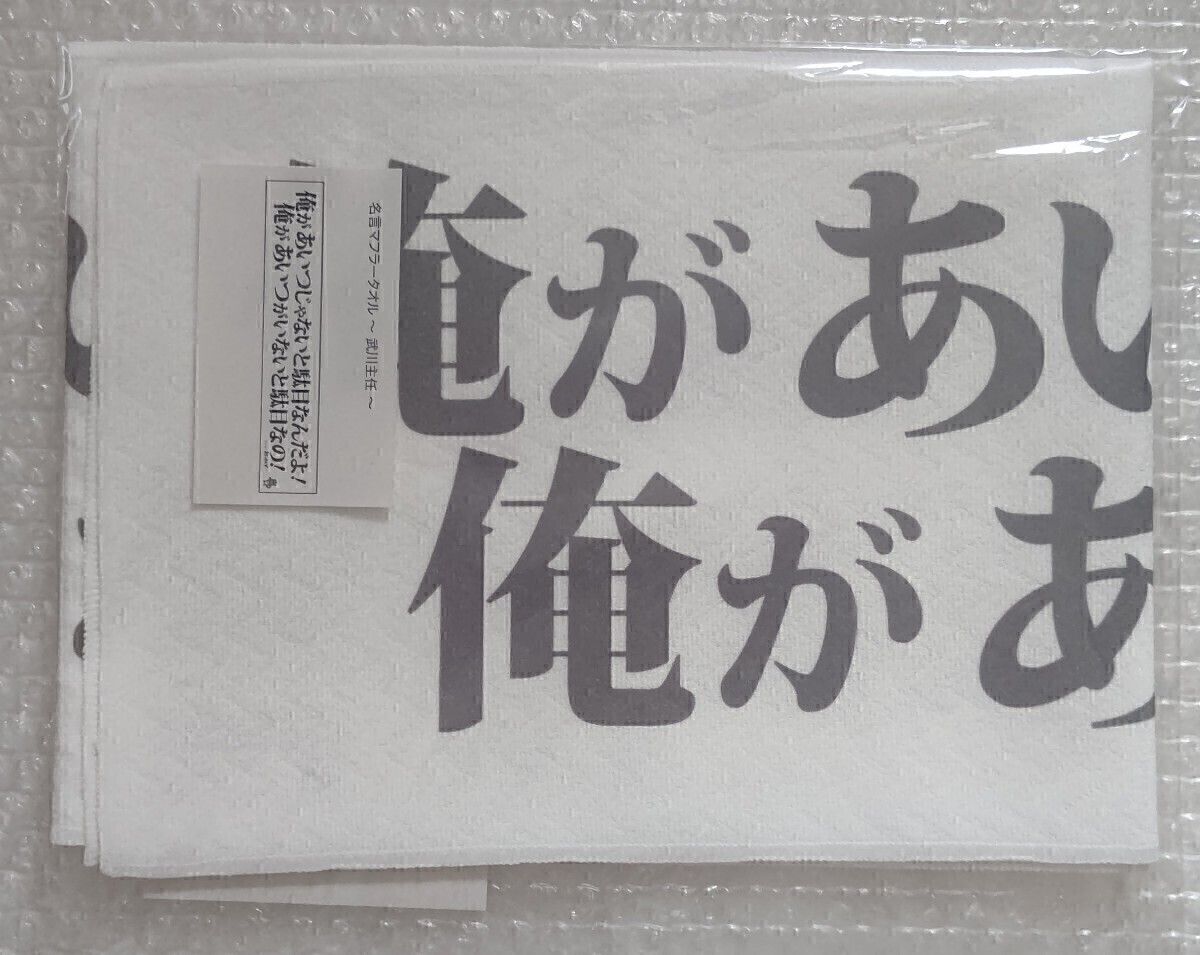 名言マフラータオル ～ 武川主任 ～
俺があいつじゃないと駄目なんだよ！
俺があいつがいないと駄目なの！
俺が あい
俺が あ